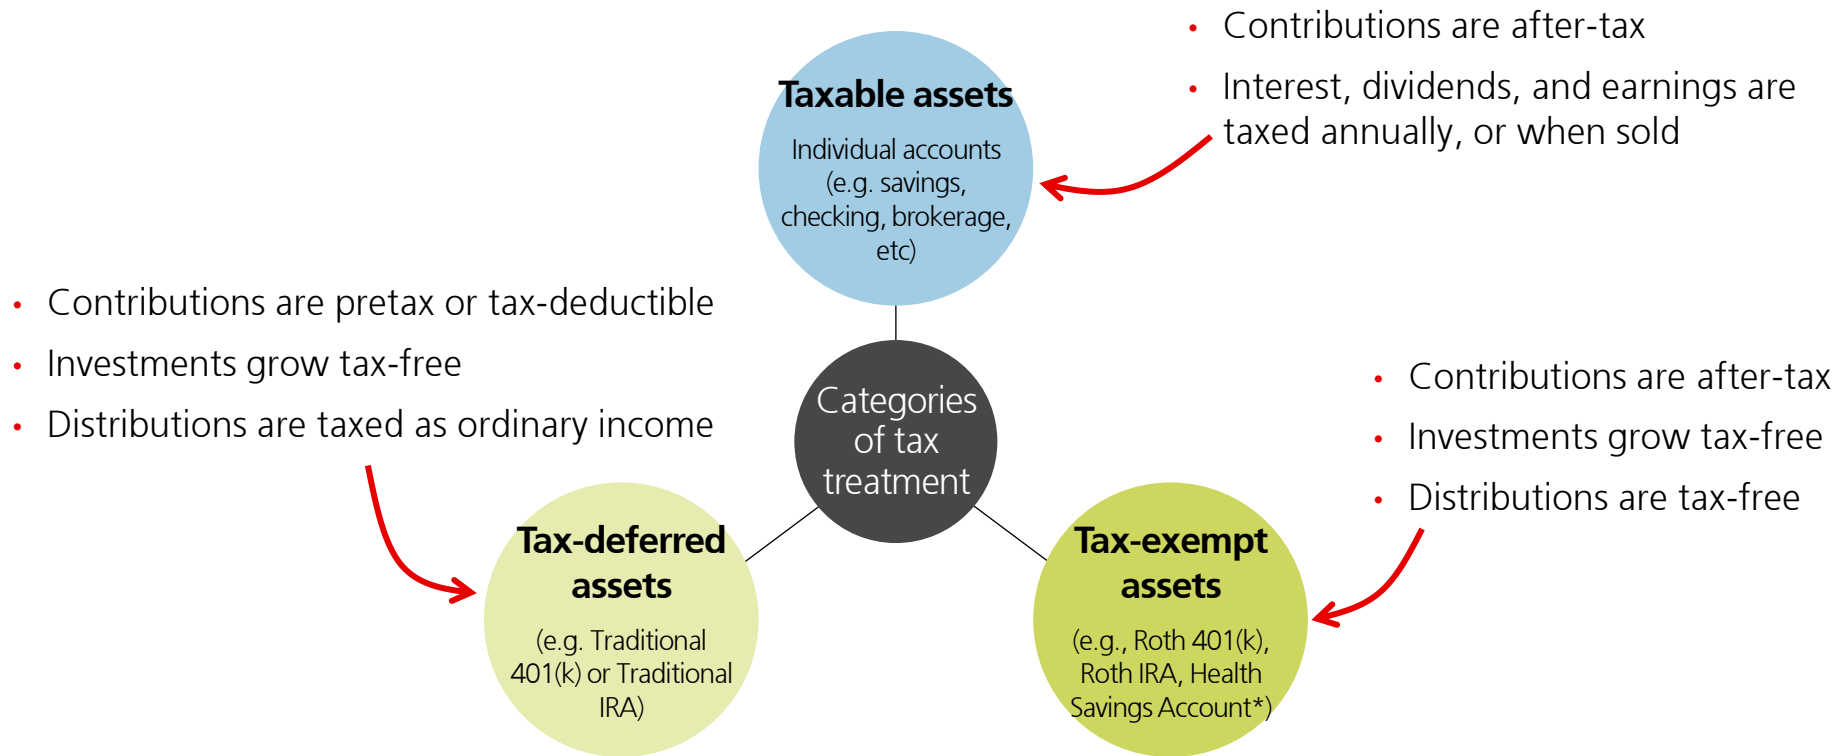 Taxable assets
Individual accounts
(e.g. savings,
checking, brokerage,
etc)
• Contributions are after-tax
• Interest, dividends, and earnings are
taxed annually, or when sold
• Contributions are pretax or tax-deductible
• Investments grow tax-free
• Distributions are taxed as ordinary income
Categories
of tax
treatment
• Contributions are after-tax
• Investments grow tax-free
• Distributions are tax-free
Tax-deferred
assets
(e.g. Traditional
401(k) or Traditional
IRA)
Tax-exempt
assets
(e.g., Roth 401(k),
Roth IRA, Health
Savings Account*)